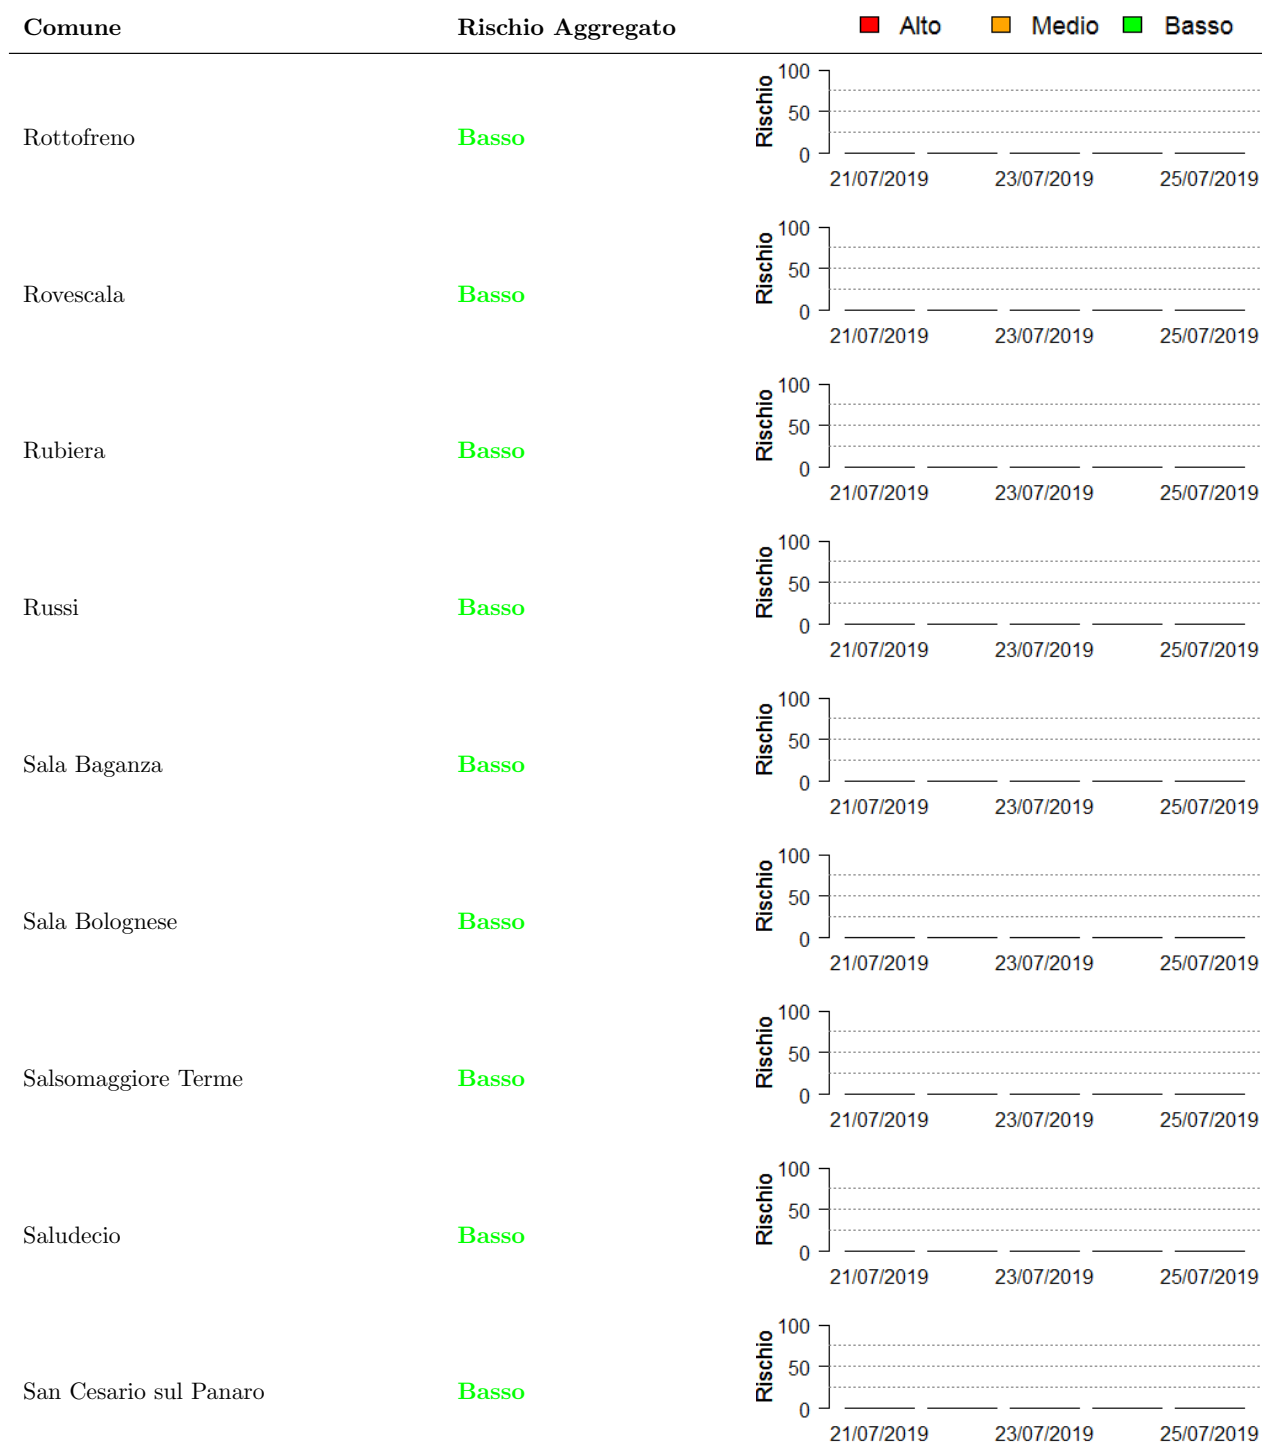 Comune Rischio Aggregato Alto Medio Basso
Rottofreno Basso
Rischio
100
50
0
21/07/2019 23/07/2019 25/07/2019
Rovescala Basso
Rischio
100
50
0
21/07/2019 23/07/2019 25/07/2019
Rubiera Basso
Rischio
100
50
0
21/07/2019 23/07/2019 25/07/2019
Russi Basso
Rischio
100
50
0
21/07/2019 23/07/2019 25/07/2019
Sala Baganza Basso
Rischio
100
50
0
21/07/2019 23/07/2019 25/07/2019
Sala Bolognese Basso
Rischio
100
50
0
21/07/2019 23/07/2019 25/07/2019
Salsomaggiore Terme Basso
Rischio
100
50
0
21/07/2019 23/07/2019 25/07/2019
Saludecio Basso
Rischio
100
50
0
21/07/2019 23/07/2019 25/07/2019
San Cesario sul Panaro Basso
Rischio
100
50
0
21/07/2019 23/07/2019 25/07/2019